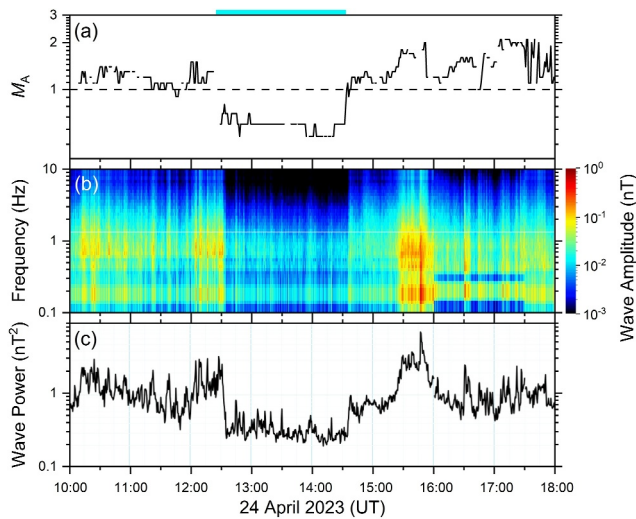 3
(a)
2
M_A
1
10
(b)
10⁰
Frequency (Hz)
1
10⁻¹
Wave Amplitude (nT)
10⁻²
0.1
10⁻³
(c)
Wave Power (nT²)
1
0.1
10:00 11:00 12:00 13:00 14:00 15:00 16:00 17:00 18:00
24 April 2023 (UT)